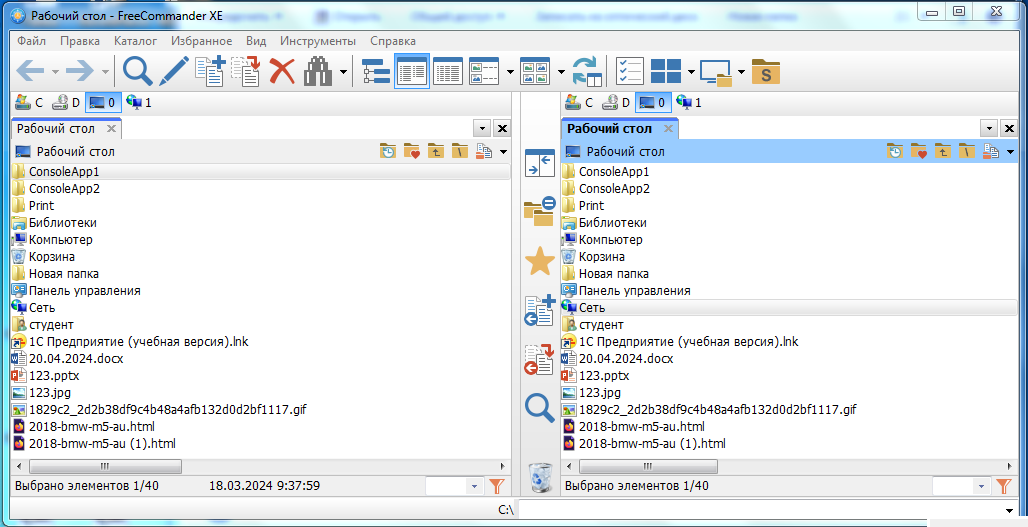 Рабочий стол - FreeCommander XE
Файл Правка Каталог Избранное Вид Инструменты Справка
S
C D 0 1
Рабочий стол
Рабочий стол
ConsoleApp1
ConsoleApp2
Print
Библиотеки
Компьютер
Корзина
Новая папка
Панель управления
Сеть
студент
1С Предприятие (учебная версия).lnk
20.04.2024.docx
123.pptx
123.jpg
1829c2_2d2b38df9c4b48a4afb132d0d2bf1117.gif
2018-bmw-m5-au.html
2018-bmw-m5-au (1).html
Выбрано элементов 1/40 18.03.2024 9:37:59
C D 0 1
Рабочий стол
Рабочий стол
ConsoleApp1
ConsoleApp2
Print
Библиотеки
Компьютер
Корзина
Новая папка
Панель управления
Сеть
студент
1С Предприятие (учебная версия).lnk
20.04.2024.docx
123.pptx
123.jpg
1829c2_2d2b38df9c4b48a4afb132d0d2bf1117.gif
2018-bmw-m5-au.html
2018-bmw-m5-au (1).html
Выбрано элементов 1/40
C:\